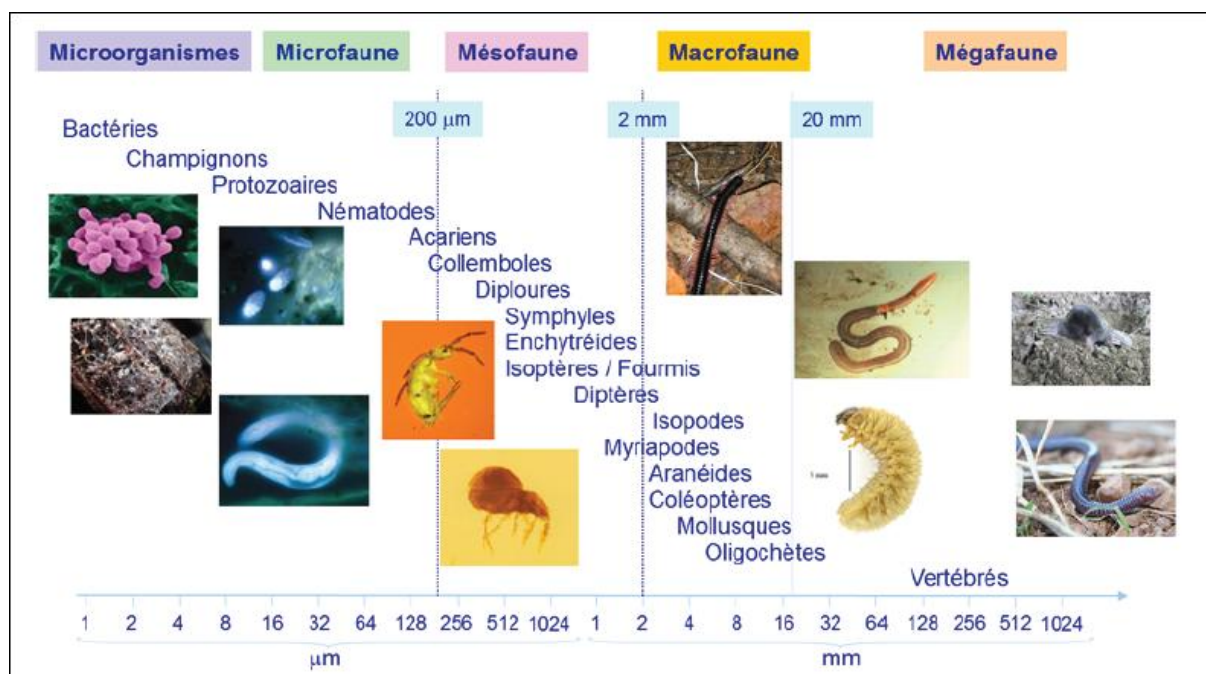 Microorganismes Microfaune Mésofaune Macrofaune Mégafaune
200 μm 2 mm 20 mm
Bactéries
Champignons
Protozoaires
Nématodes
Acariens
Collemboles
Diploures
Symphyles
Enchytréides
Isoptères / Fourmis
Diptères
Isopodes
Myriapodes
Aranéides
Coléoptères
1 mm
Mollusques
Oligochètes
Vertébrés
1 2 4 8 16 32 64 128 256 512 1024 1 2 4 8 16 32 64 128 256 512 1024
μm mm